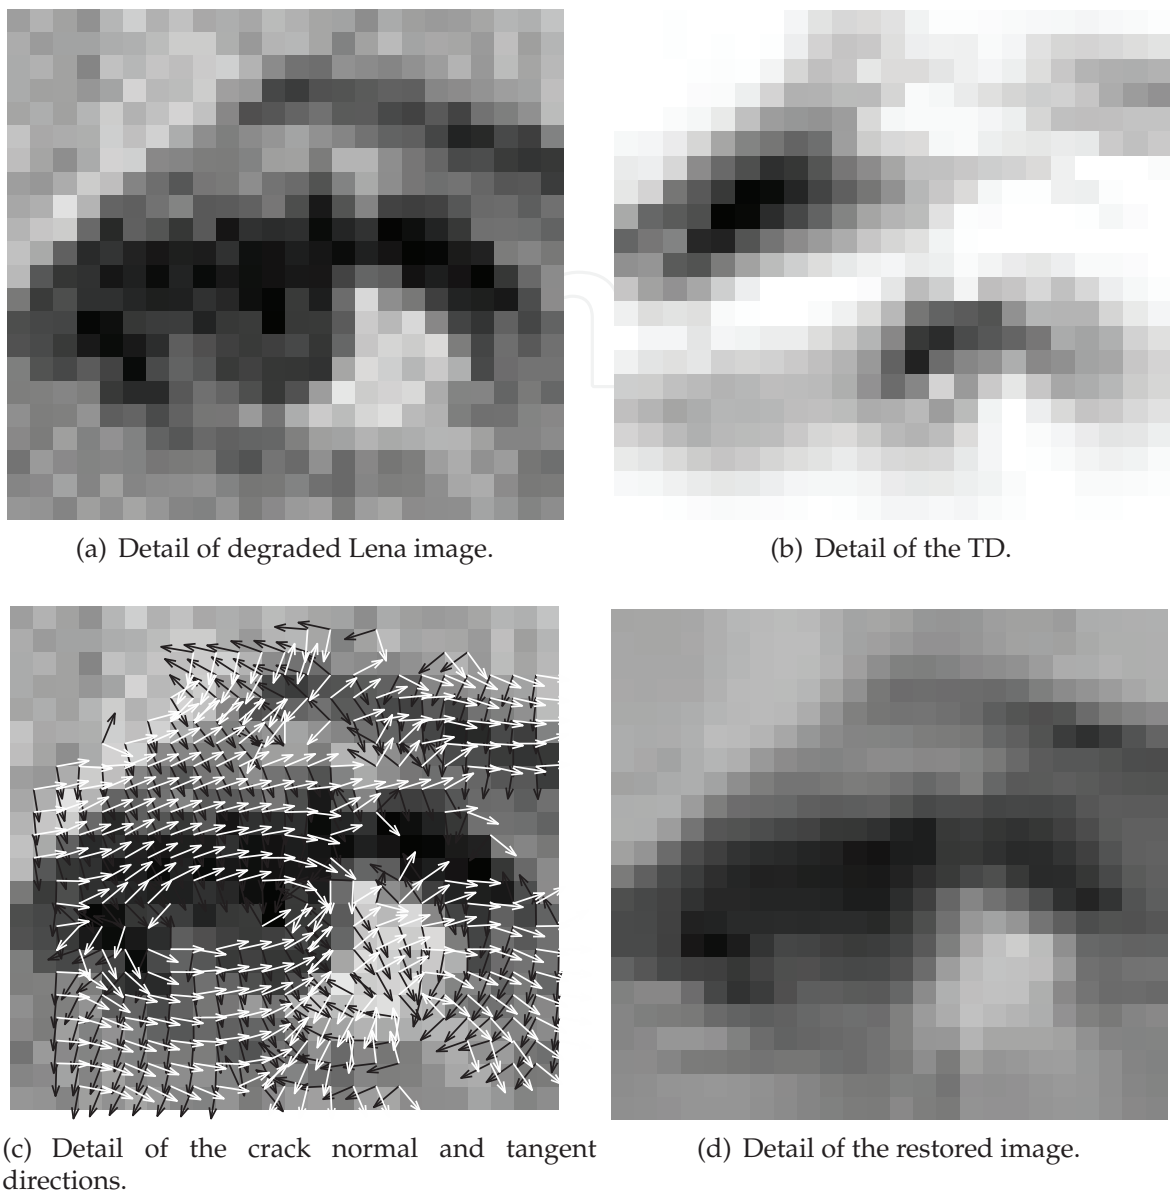 (a) Detail of degraded Lena image.
(b) Detail of the TD.
(c) Detail of the crack normal and tangent
directions.
(d) Detail of the restored image.